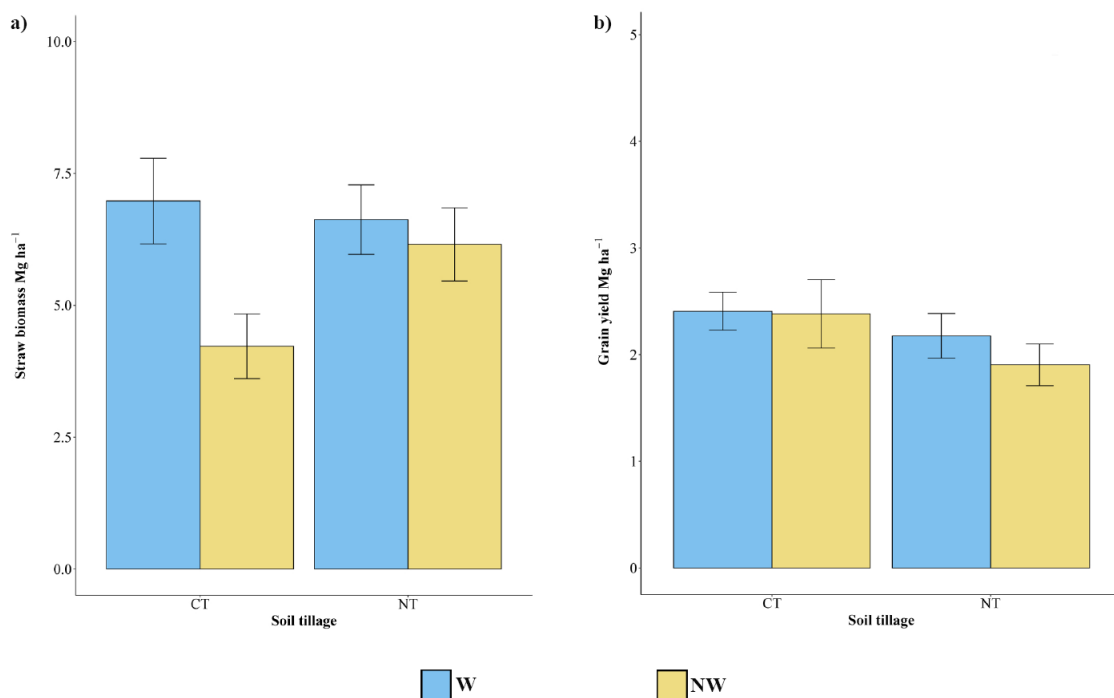 a)
Straw biomass Mg ha⁻¹
10.0
7.5
5.0
2.5
0.0
CT NT
Soil tillage
b)
Grain yield Mg ha⁻¹
5
4
3
2
1
0
CT NT
Soil tillage
W NW